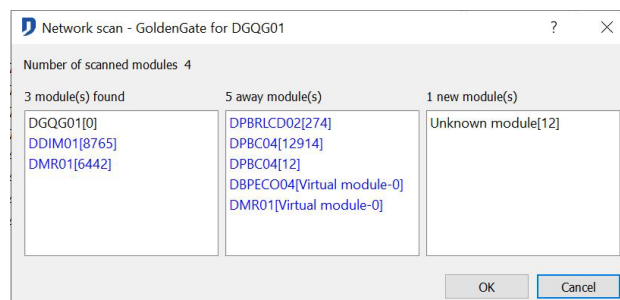 Network scan - GoldenGate for DGQG01
Number of scanned modules 4
3 module(s) found
DGQG01[0]
DDIM01[8765]
DMR01[6442]
5 away module(s)
DPBRLCD02[274]
DPBC04[12914]
DPBC04[12]
DBPECO04[Virtual module-0]
DMR01[Virtual module-0]
1 new module(s)
Unknown module[12]
OK
Cancel